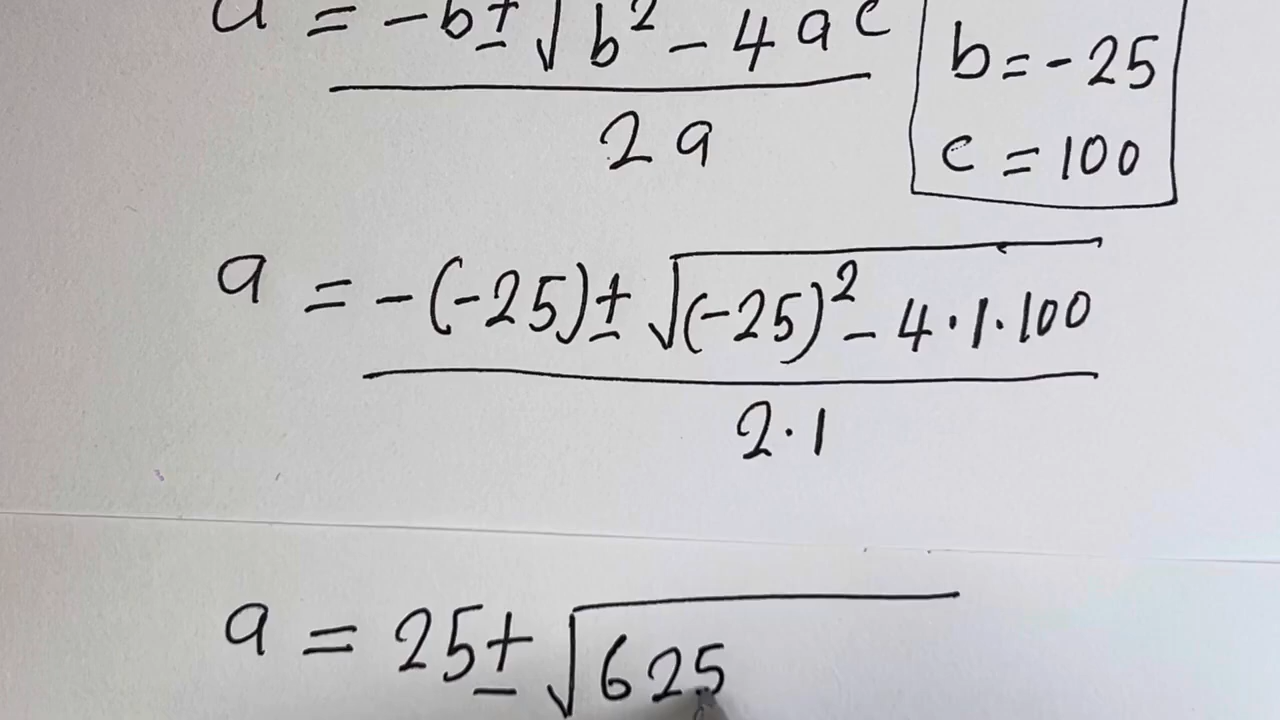 a = -b ± √b² - 4ac
2a
b = -25
c = 100
a = -(-25) ± √(-25)² - 4·1·100
2·1
a = 25 ± √625